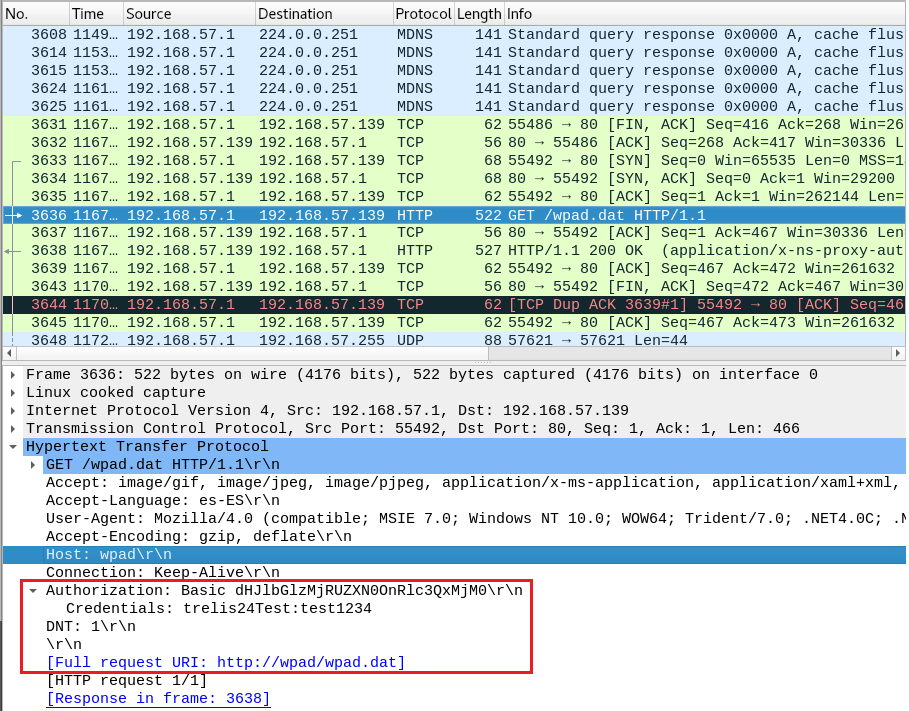 No. Time Source Destination Protocol Length Info
3608 1149… 192.168.57.1 224.0.0.251 MDNS 141 Standard query response 0x0000 A, cache flus
3614 1153… 192.168.57.1 224.0.0.251 MDNS 141 Standard query response 0x0000 A, cache flus
3615 1153… 192.168.57.1 224.0.0.251 MDNS 141 Standard query response 0x0000 A, cache flus
3624 1161… 192.168.57.1 224.0.0.251 MDNS 141 Standard query response 0x0000 A, cache flus
3625 1161… 192.168.57.1 224.0.0.251 MDNS 141 Standard query response 0x0000 A, cache flus
3631 1167… 192.168.57.1 192.168.57.139 TCP 62 55486 → 80 [FIN, ACK] Seq=416 Ack=268 Win=26
3632 1167… 192.168.57.139 192.168.57.1 TCP 56 80 → 55486 [ACK] Seq=268 Ack=417 Win=30336 L
3633 1167… 192.168.57.1 192.168.57.139 TCP 68 55492 → 80 [SYN] Seq=0 Win=65535 Len=0 MSS=1
3634 1167… 192.168.57.139 192.168.57.1 TCP 68 80 → 55492 [SYN, ACK] Seq=0 Ack=1 Win=29200
3635 1167… 192.168.57.1 192.168.57.139 TCP 62 55492 → 80 [ACK] Seq=1 Ack=1 Win=262144 Len=
3636 1167… 192.168.57.1 192.168.57.139 HTTP 522 GET /wpad.dat HTTP/1.1
3637 1167… 192.168.57.139 192.168.57.1 TCP 56 80 → 55492 [ACK] Seq=1 Ack=467 Win=30336 Len
3638 1167… 192.168.57.139 192.168.57.1 HTTP 527 HTTP/1.1 200 OK (application/x-ns-proxy-aut
3639 1167… 192.168.57.1 192.168.57.139 TCP 62 55492 → 80 [ACK] Seq=467 Ack=472 Win=261632
3643 1170… 192.168.57.139 192.168.57.1 TCP 56 80 → 55492 [FIN, ACK] Seq=472 Ack=467 Win=30
3644 1170… 192.168.57.1 192.168.57.139 TCP 62 [TCP Dup ACK 3639#1] 55492 → 80 [ACK] Seq=46
3645 1170… 192.168.57.1 192.168.57.139 TCP 62 55492 → 80 [ACK] Seq=467 Ack=473 Win=261632
3648 1172… 192.168.57.1 192.168.57.255 UDP 88 57621 → 57621 Len=44
Frame 3636: 522 bytes on wire (4176 bits), 522 bytes captured (4176 bits) on interface 0
Linux cooked capture
Internet Protocol Version 4, Src: 192.168.57.1, Dst: 192.168.57.139
Transmission Control Protocol, Src Port: 55492, Dst Port: 80, Seq: 1, Ack: 1, Len: 466
Hypertext Transfer Protocol
GET /wpad.dat HTTP/1.1\r\n
Accept: image/gif, image/jpeg, image/pjpeg, application/x-ms-application, application/xaml+xml,
Accept-Language: es-ES\r\n
User-Agent: Mozilla/4.0 (compatible; MSIE 7.0; Windows NT 10.0; WOW64; Trident/7.0; .NET4.0C; .N
Accept-Encoding: gzip, deflate\r\n
Host: wpad\r\n
Connection: Keep-Alive\r\n
Authorization: Basic dHJlbGlzMjRUZXN0OnRlc3QxMjM0\r\n
Credentials: trelis24Test:test1234
DNT: 1\r\n
\r\n
[Full request URI: http://wpad/wpad.dat]
[HTTP request 1/1]
[Response in frame: 3638]